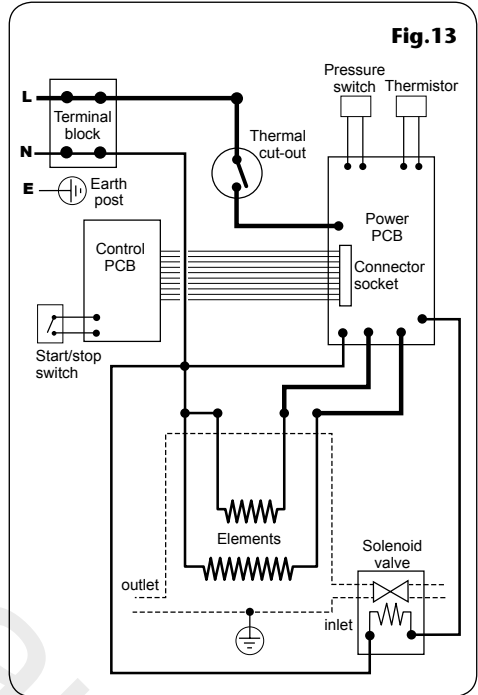 Fig.13
Pressure
switch
Thermistor
L
Terminal
block
Thermal
cut-out
N
E
Earth
post
Power
PCB
Control
PCB
Connector
socket
Start/stop
switch
Elements
Solenoid
valve
outlet
inlet